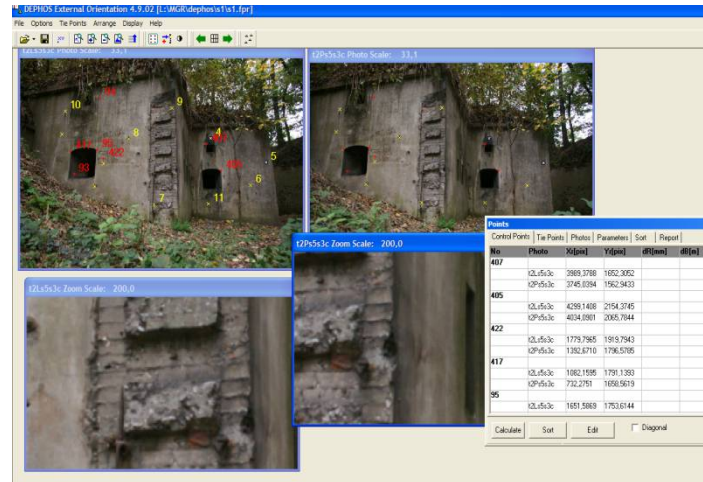 DEPHOS External Orientation 4.9.02 [L:\MGR\dephos\s1\s1.fpr]
File Options Tie Points Arrange Display Help
t2Ls5s3c Photo Scale: 33,1
t2Ps5s3c Photo Scale: 33,1
10
9
8
4
5
422
93
7
11
6
t2Ps5s3c Zoom Scale: 200,0
t2Ls5s3c Zoom Scale: 200,0
Points
Control Points Tie Points Photos Parameters Sort Report
No Photo X[pix] Y[pix] dR[mm] dR[m]
407
t2Ls5s3c 3989,3788 1652,3052
t2Ps5s3c 3745,0394 1562,9433
405
t2Ls5s3c 4299,1408 2154,3745
t2Ps5s3c 4034,0981 2065,7844
422
t2Ls5s3c 1779,7965 1919,7943
t2Ps5s3c 1392,6710 1796,5785
417
t2Ls5s3c 1082,1595 1791,1393
t2Ps5s3c 732,2751 1658,5619
95
t2Ls5s3c 1651,5869 1753,6144
Calculate Sort Edit Diagonal